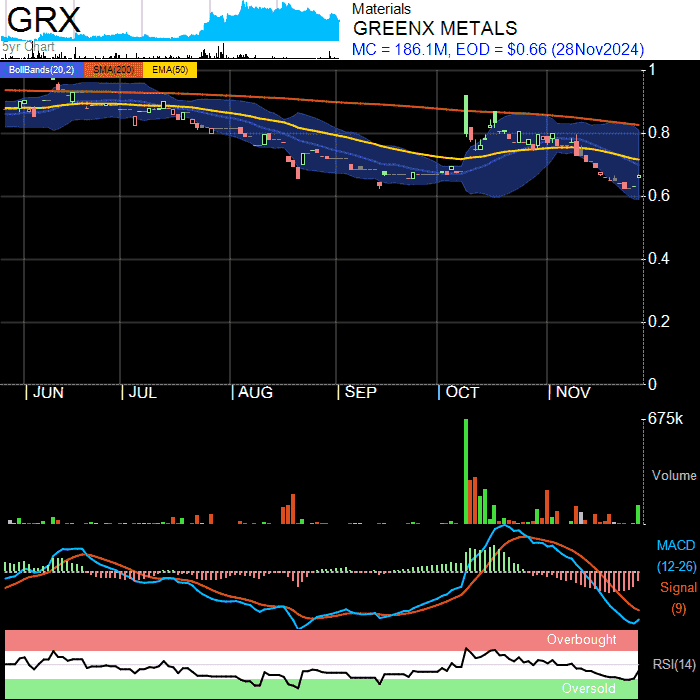 GRX
5yr Chart
Materials
GREENX METALS
MC = 186.1M, EOD = $0.66 (28Nov2024)
BollBands(20,2) SMA(200) EMA(50)
1
0.8
0.6
0.4
0.2
0
JUN JUL AUG SEP OCT NOV
675k
Volume
MACD
(12-26)
Signal
(9)
Overbought
RSI(14)
Oversold